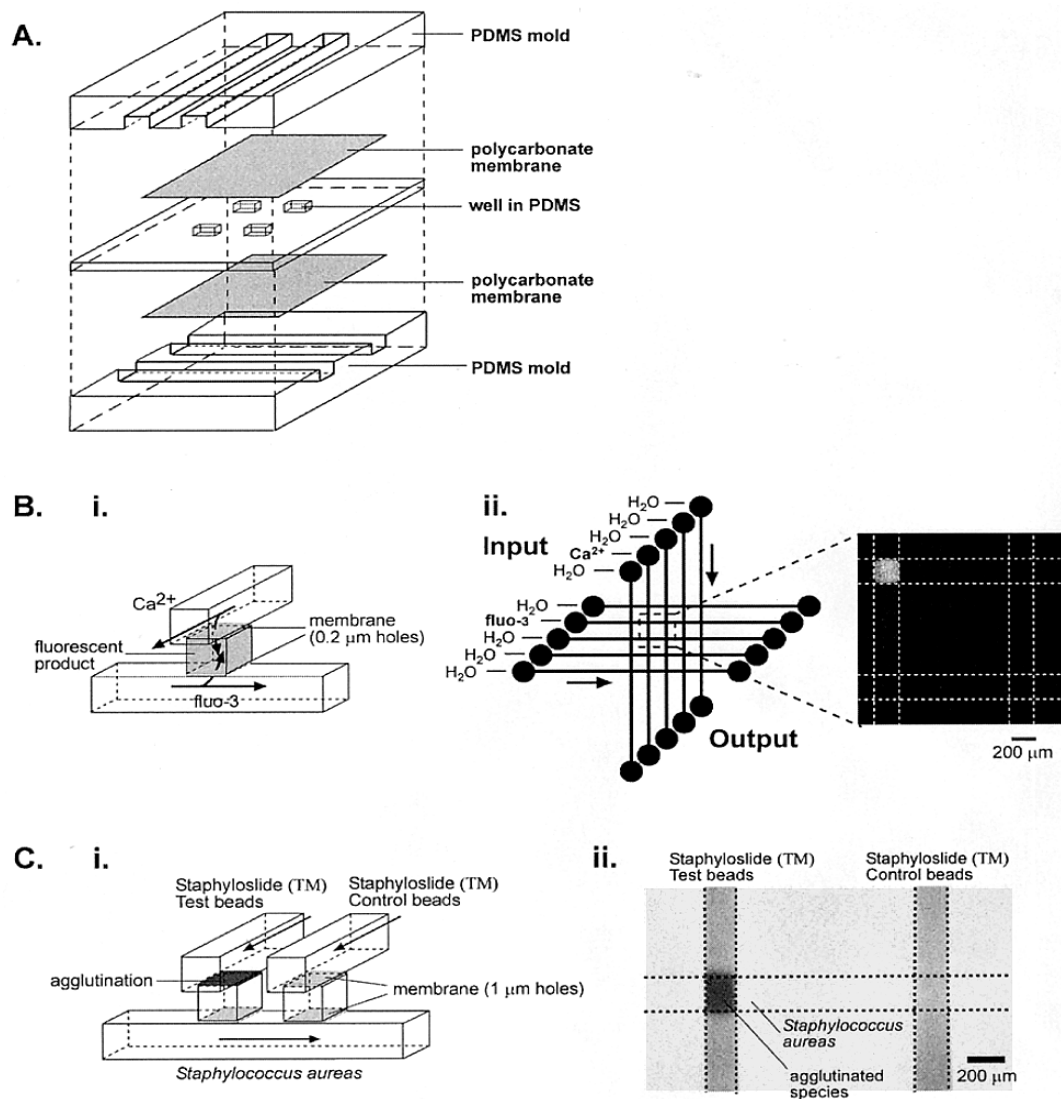 A.
PDMS mold
polycarbonate
membrane
well in PDMS
polycarbonate
membrane
PDMS mold
B.
i.
Ca2+
fluorescent
product
membrane
(0.2 μm holes)
fluo-3
ii.
Input
H2O
H2O
H2O
Ca2+
H2O
H2O
fluo-3
H2O
H2O
H2O
Output
200 μm
C.
i.
Staphyloslide (TM)
Test beads
Staphyloslide (TM)
Control beads
agglutination
membrane (1 μm holes)
Staphylococcus aureas
ii.
Staphyloslide (TM)
Test beads
Staphyloslide (TM)
Control beads
Staphylococcus
aureas
agglutinated
species
200 μm